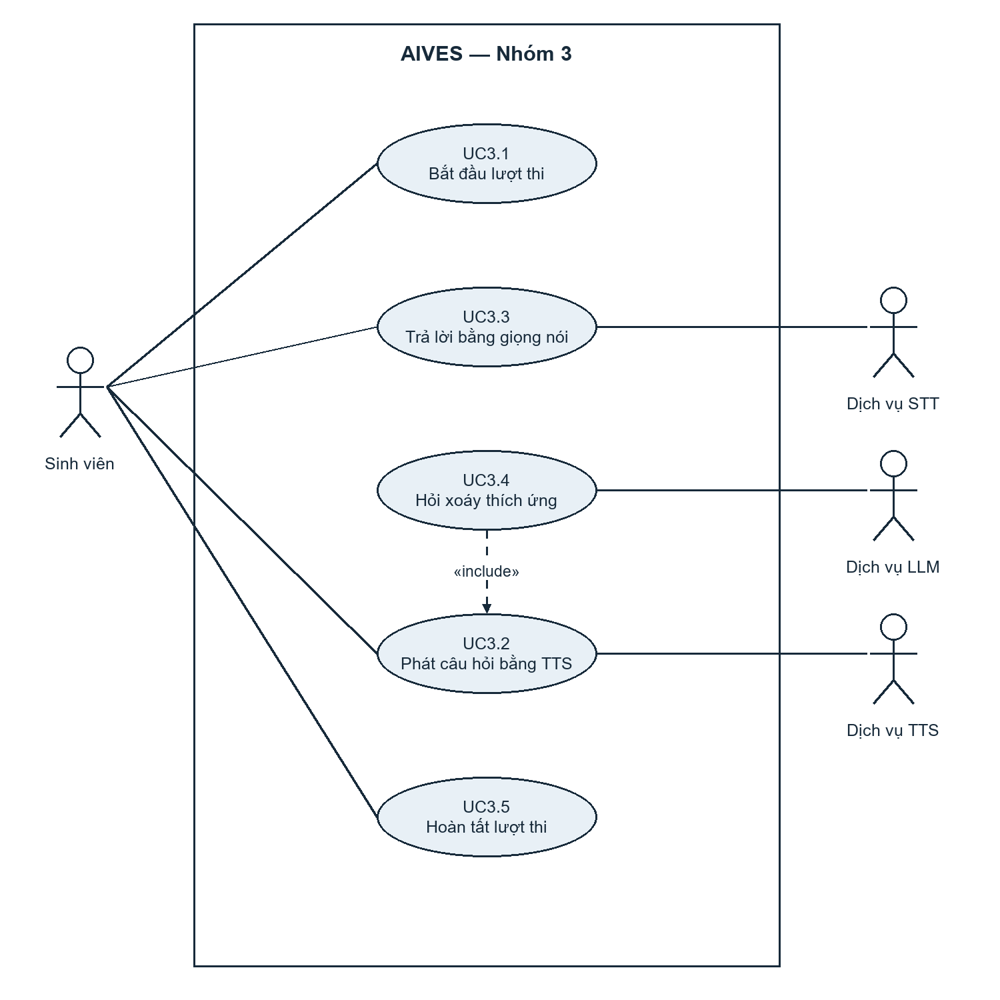 AIVES — Nhóm 3
UC3.1
Bắt đầu lượt thi
UC3.3
Trả lời bằng giọng nói
Dịch vụ STT
Sinh viên
UC3.4
Hỏi xoáy thích ứng
Dịch vụ LLM
«include»
UC3.2
Phát câu hỏi bằng TTS
Dịch vụ TTS
UC3.5
Hoàn tất lượt thi